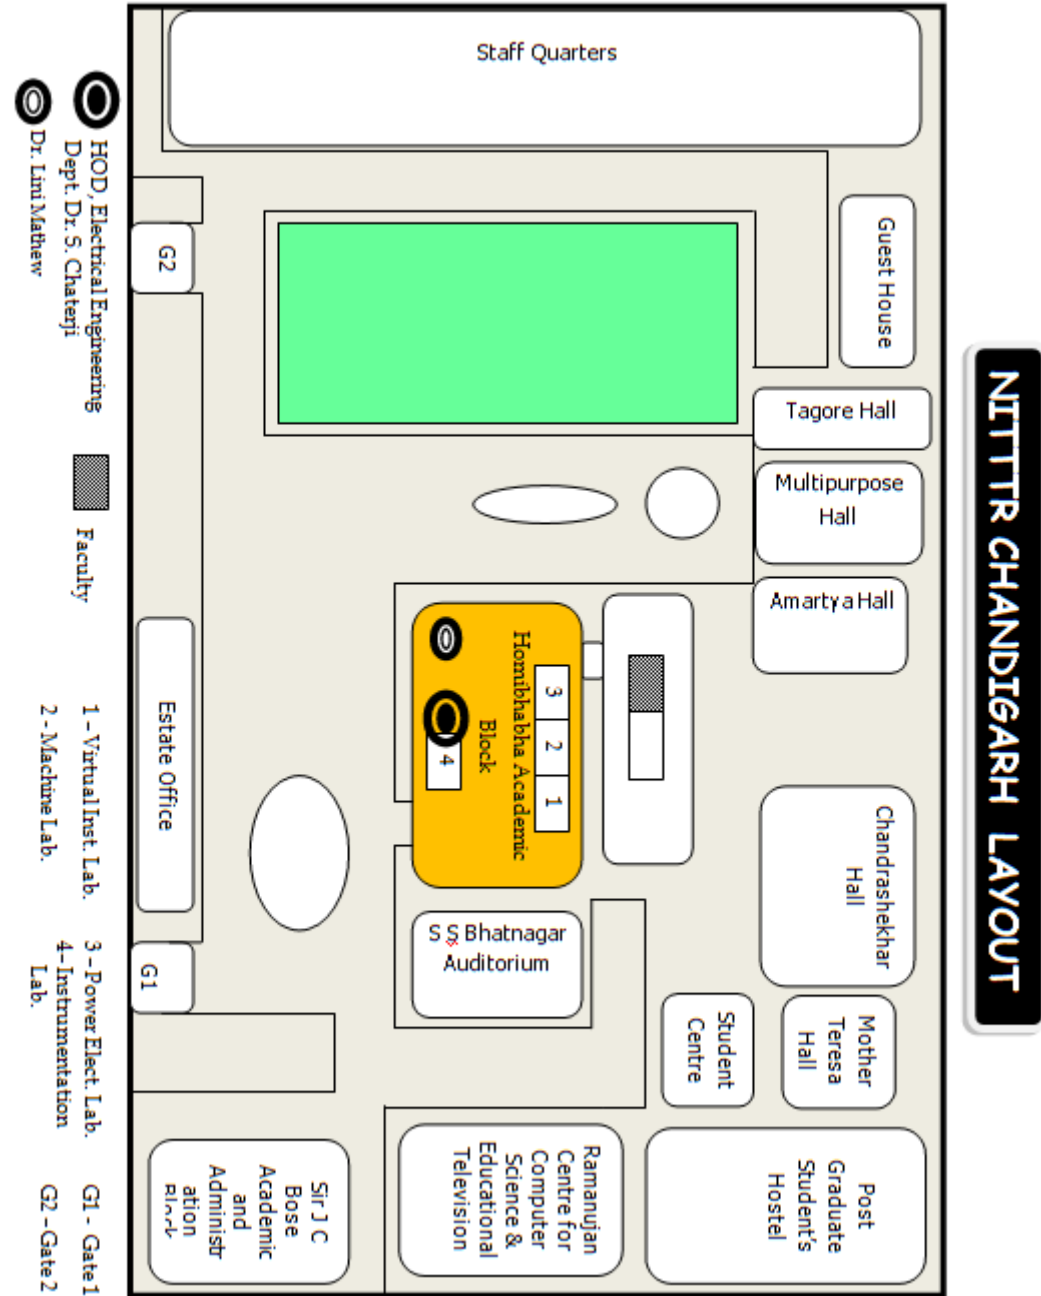 NITTTR CHANDIGARH LAYOUT
Staff Quarters
Guest House
Tagore Hall
Multipurpose
Hall
Amartya Hall
Chandrashekhar
Hall
Mother
Teresa
Hall
Student
Centre
Post
Graduate
Student's
Hostel
G2
Homibhabha Academic
Block
3
2
1
4
S S Bhatnagar
Auditorium
Estate Office
G1
Ramanujan
Centre for
Computer
Science &
Educational
Television
Sir J C
Bose
Academic
and
Administr
ation
HOD, Electrical Engineering
Dept. Dr. S. Chaterji
Dr. Lini Mathew
Faculty
1 – Virtual Inst. Lab.
2 - Machine Lab.
3 – Power Elect. Lab.
4- Instrumentation
Lab.
G1 - Gate 1
G2 – Gate 2